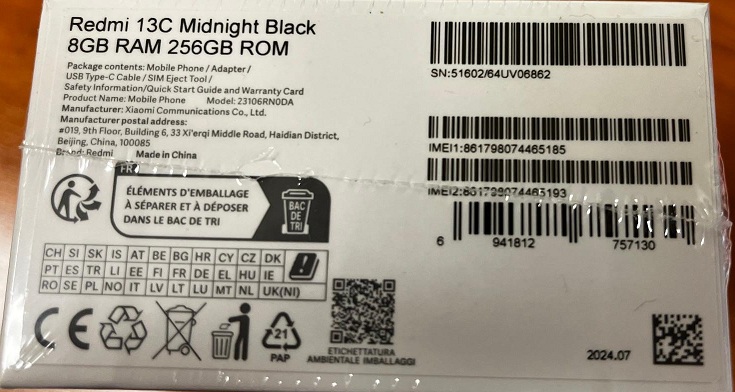 Redmi 13C Midnight Black
8GB RAM 256GB ROM
Package contents: Mobile Phone / Adapter /
USB Type-C Cable / SIM Eject Tool /
Safety Information/Quick Start Guide and Warranty Card
Product Name: Mobile Phone Model: 23106RN0DA
Manufacturer: Xiaomi Communications Co., Ltd.
Manufacturer postal address:
#019, 9th Floor, Building 6, 33 Xi'erqi Middle Road, Haidian District,
Beijing, China, 100085
Brand: Redmi Made in China
SN:51602/64UV06862
IMEI1:861798074465185
IMEI2:861798074465193
6 941812 757130
FR
ÉLÉMENTS D'EMBALLAGE
À SÉPARER ET À DÉPOSER
DANS LE BAC DE TRI
BAC
DE
TRI
CH SI SK IS AT BE BG HR CY CZ DK
PT ES TR LI EE FI FR DE EL HU IE
RO SE PL NO IT LV LT LU MT NL UK(NI)
CE
21
PAP
ETICHETTATURA
AMBIENTALE IMBALLAGGI
2024.07